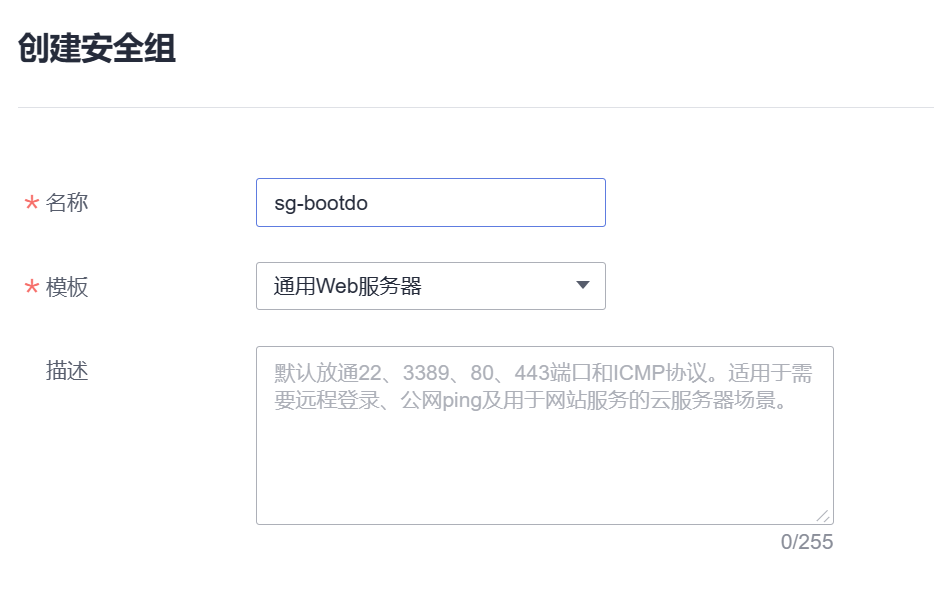 创建安全组
* 名称
sg-bootdo
* 模板
通用Web服务器
描述
默认放通22、3389、80、443端口和ICMP协议。适用于需
要远程登录、公网ping及用于网站服务的云服务器场景。
0/255